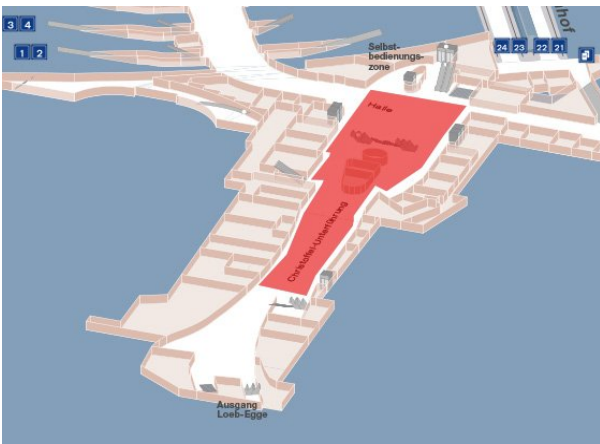 3 4
1 2
Selbst-
bedienungs-
zone
24 23 22 21
hof
Halle
Christoffel-Unterführung
Ausgang
Loeb-Egge